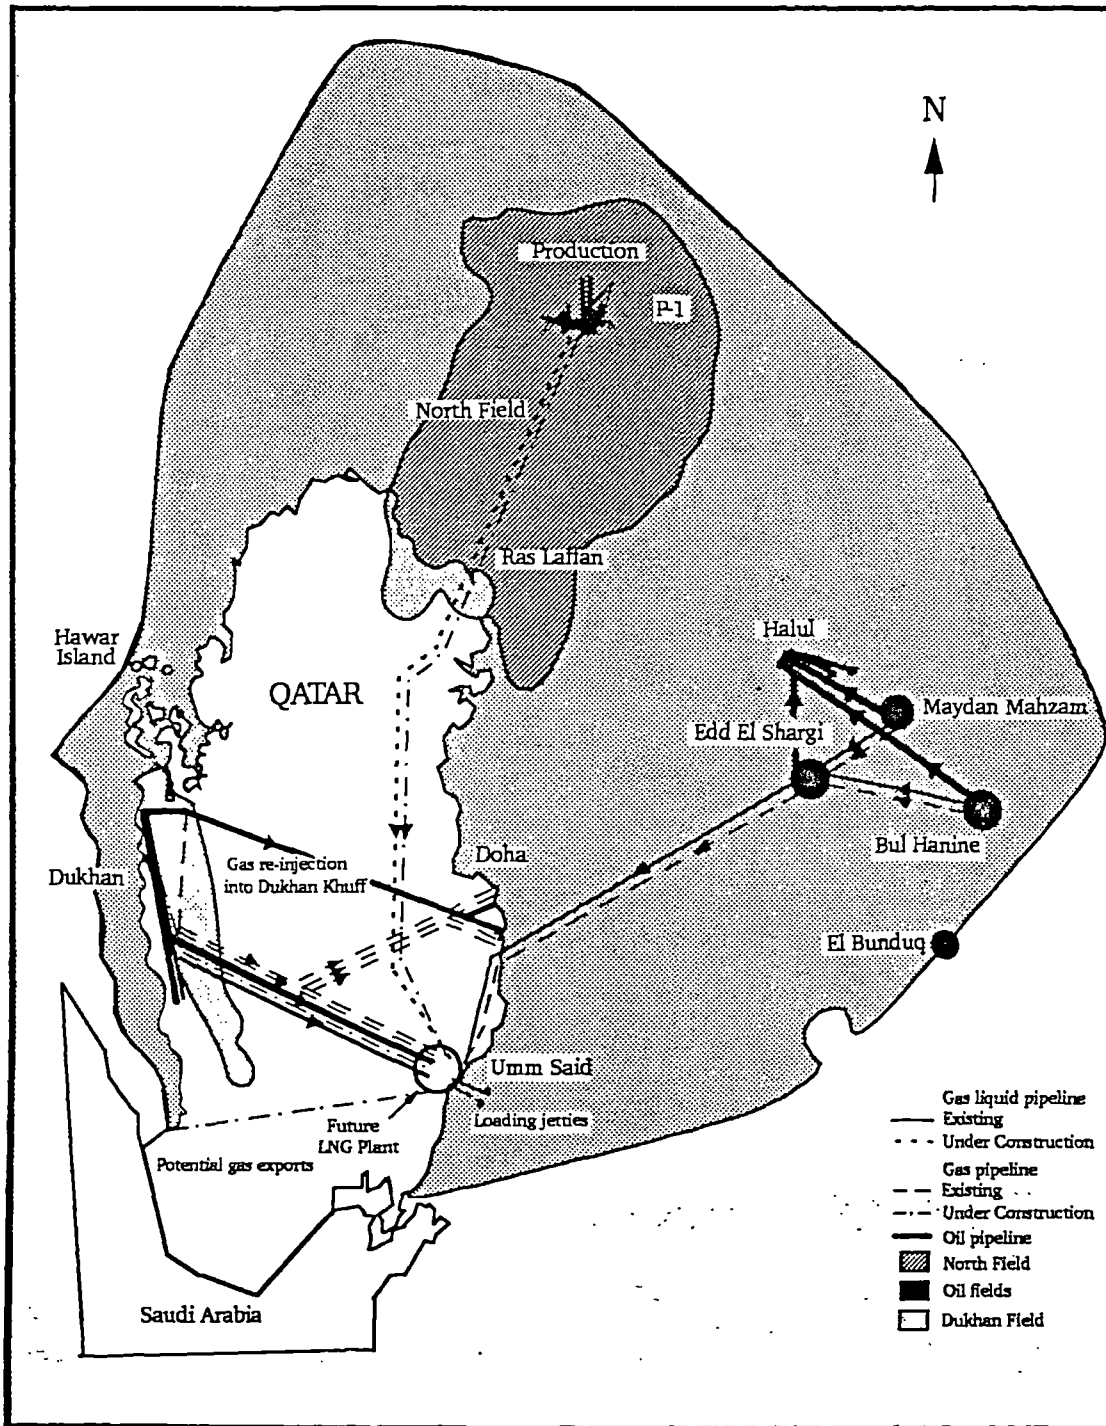 N
Production
P-1
North Field
Ras Laffan
Hawar
Island
QATAR
Halul
Maydan Mahzam
Edd El Shargi
Bul Hanine
Doha
Dukhan
Gas re-injection
into Dukhan Khuff
El Bunduq
Umm Said
Loading jetties
Future
LNG Plant
Potential gas exports
Saudi Arabia
Gas liquid pipeline
Existing
Under Construction
Gas pipeline
Existing
Under Construction
Oil pipeline
North Field
Oil fields
Dukhan Field